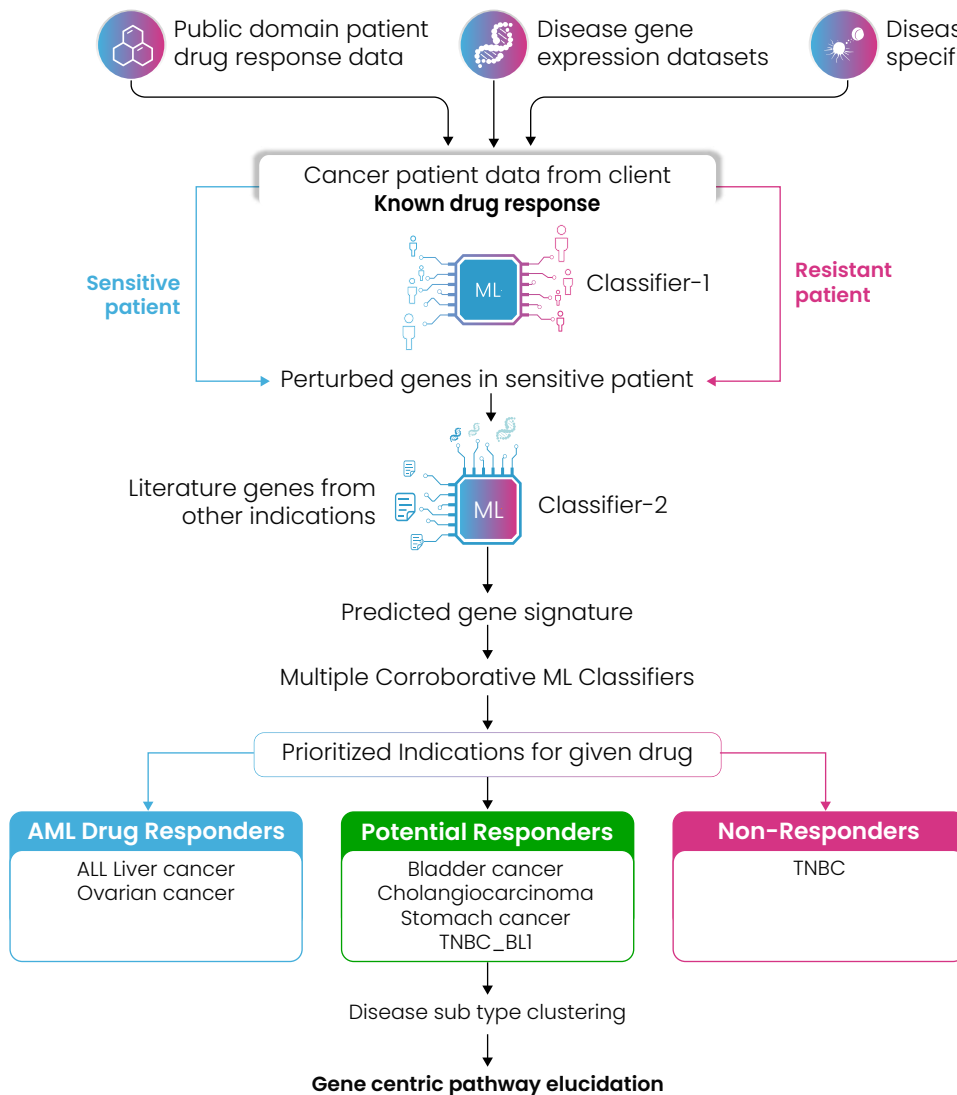 Public domain patient
drug response data
Disease gene
expression datasets
Disease
specif
Cancer patient data from client
Known drug response
Sensitive
patient
ML
Classifier-1
Resistant
patient
Perturbed genes in sensitive patient
Literature genes from
other indications
ML
Classifier-2
Predicted gene signature
Multiple Corroborative ML Classifiers
Prioritized Indications for given drug
AML Drug Responders
ALL Liver cancer
Ovarian cancer
Potential Responders
Bladder cancer
Cholangiocarcinoma
Stomach cancer
TNBC_BL1
Non-Responders
TNBC
Disease sub type clustering
Gene centric pathway elucidation